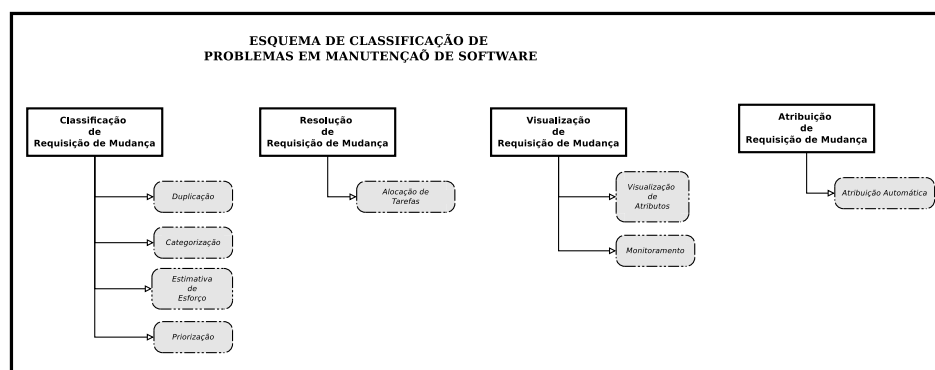 ESQUEMA DE CLASSIFICAÇÃO DE
PROBLEMAS EM MANUTENÇAÕ DE SOFTWARE
Classificação
de
Requisição de Mudança
Duplicação
Categorização
Estimativa
de
Esforço
Priorização
Resolução
de
Requisição de Mudança
Alocação de
Tarefas
Visualização
de
Requisição de Mudança
Visualização
de
Atributos
Monitoramento
Atribuição
de
Requisição de Mudança
Atribuição Automática